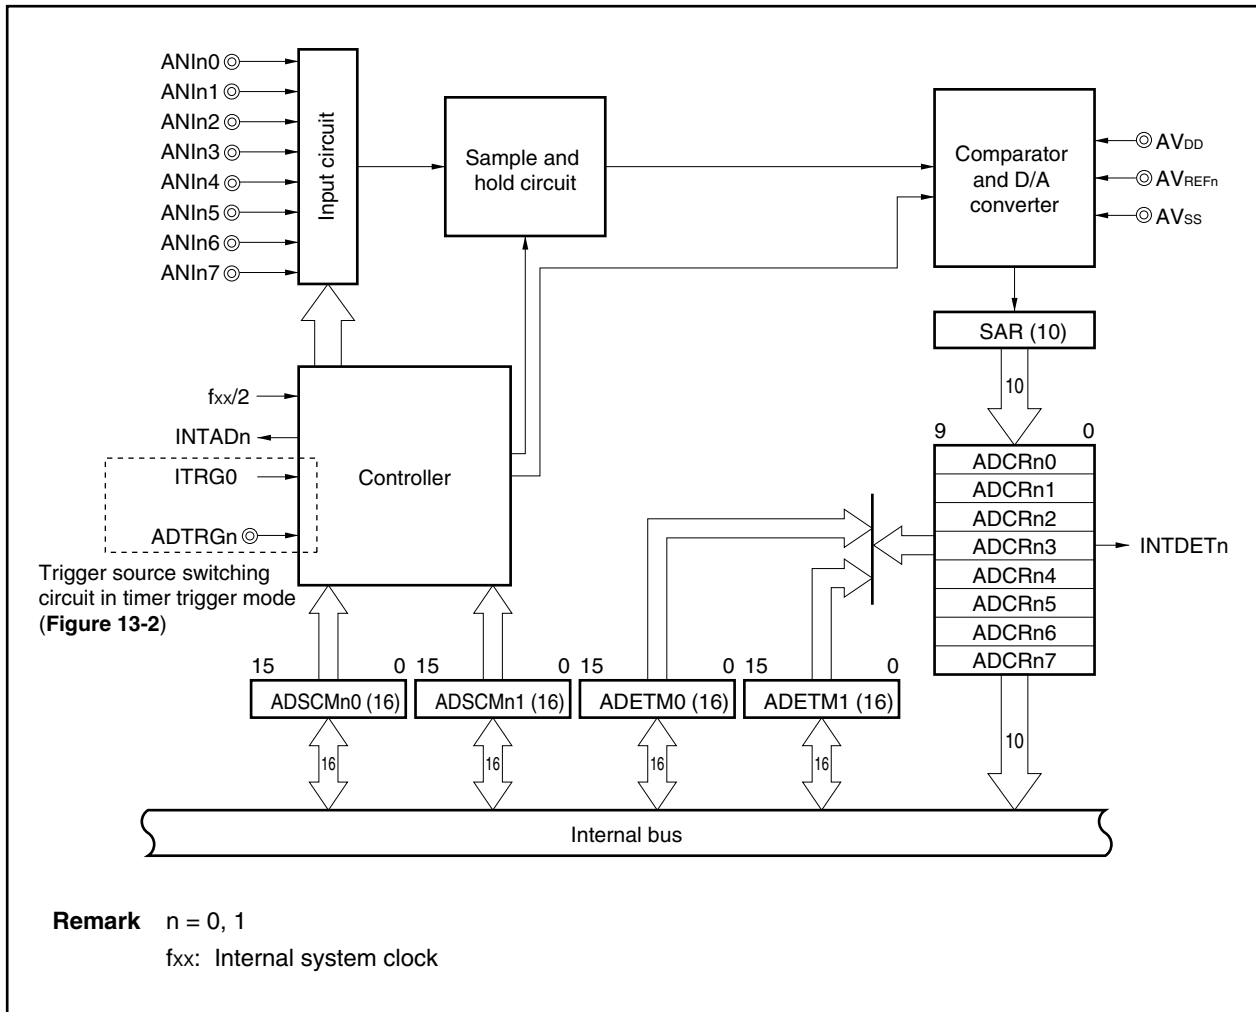 ANIn0
ANIn1
ANIn2
ANIn3
ANIn4
ANIn5
ANIn6
ANIn7
Input circuit
Sample and
hold circuit
Comparator
and D/A
converter
AVDD
AVREFn
AVSS
SAR (10)
10
fxx/2
INTADn
ITRG0
ADTRGn
Controller
Trigger source switching
circuit in timer trigger mode
(Figure 13-2)
9 0
ADCRn0
ADCRn1
ADCRn2
ADCRn3
ADCRn4
ADCRn5
ADCRn6
ADCRn7
INTDETn
15 0 15 0 15 0 15 0
ADSCMn0 (16) ADSCMn1 (16) ADETM0 (16) ADETM1 (16)
16 16 16 16 10
Internal bus
Remark n = 0, 1
fxx: Internal system clock